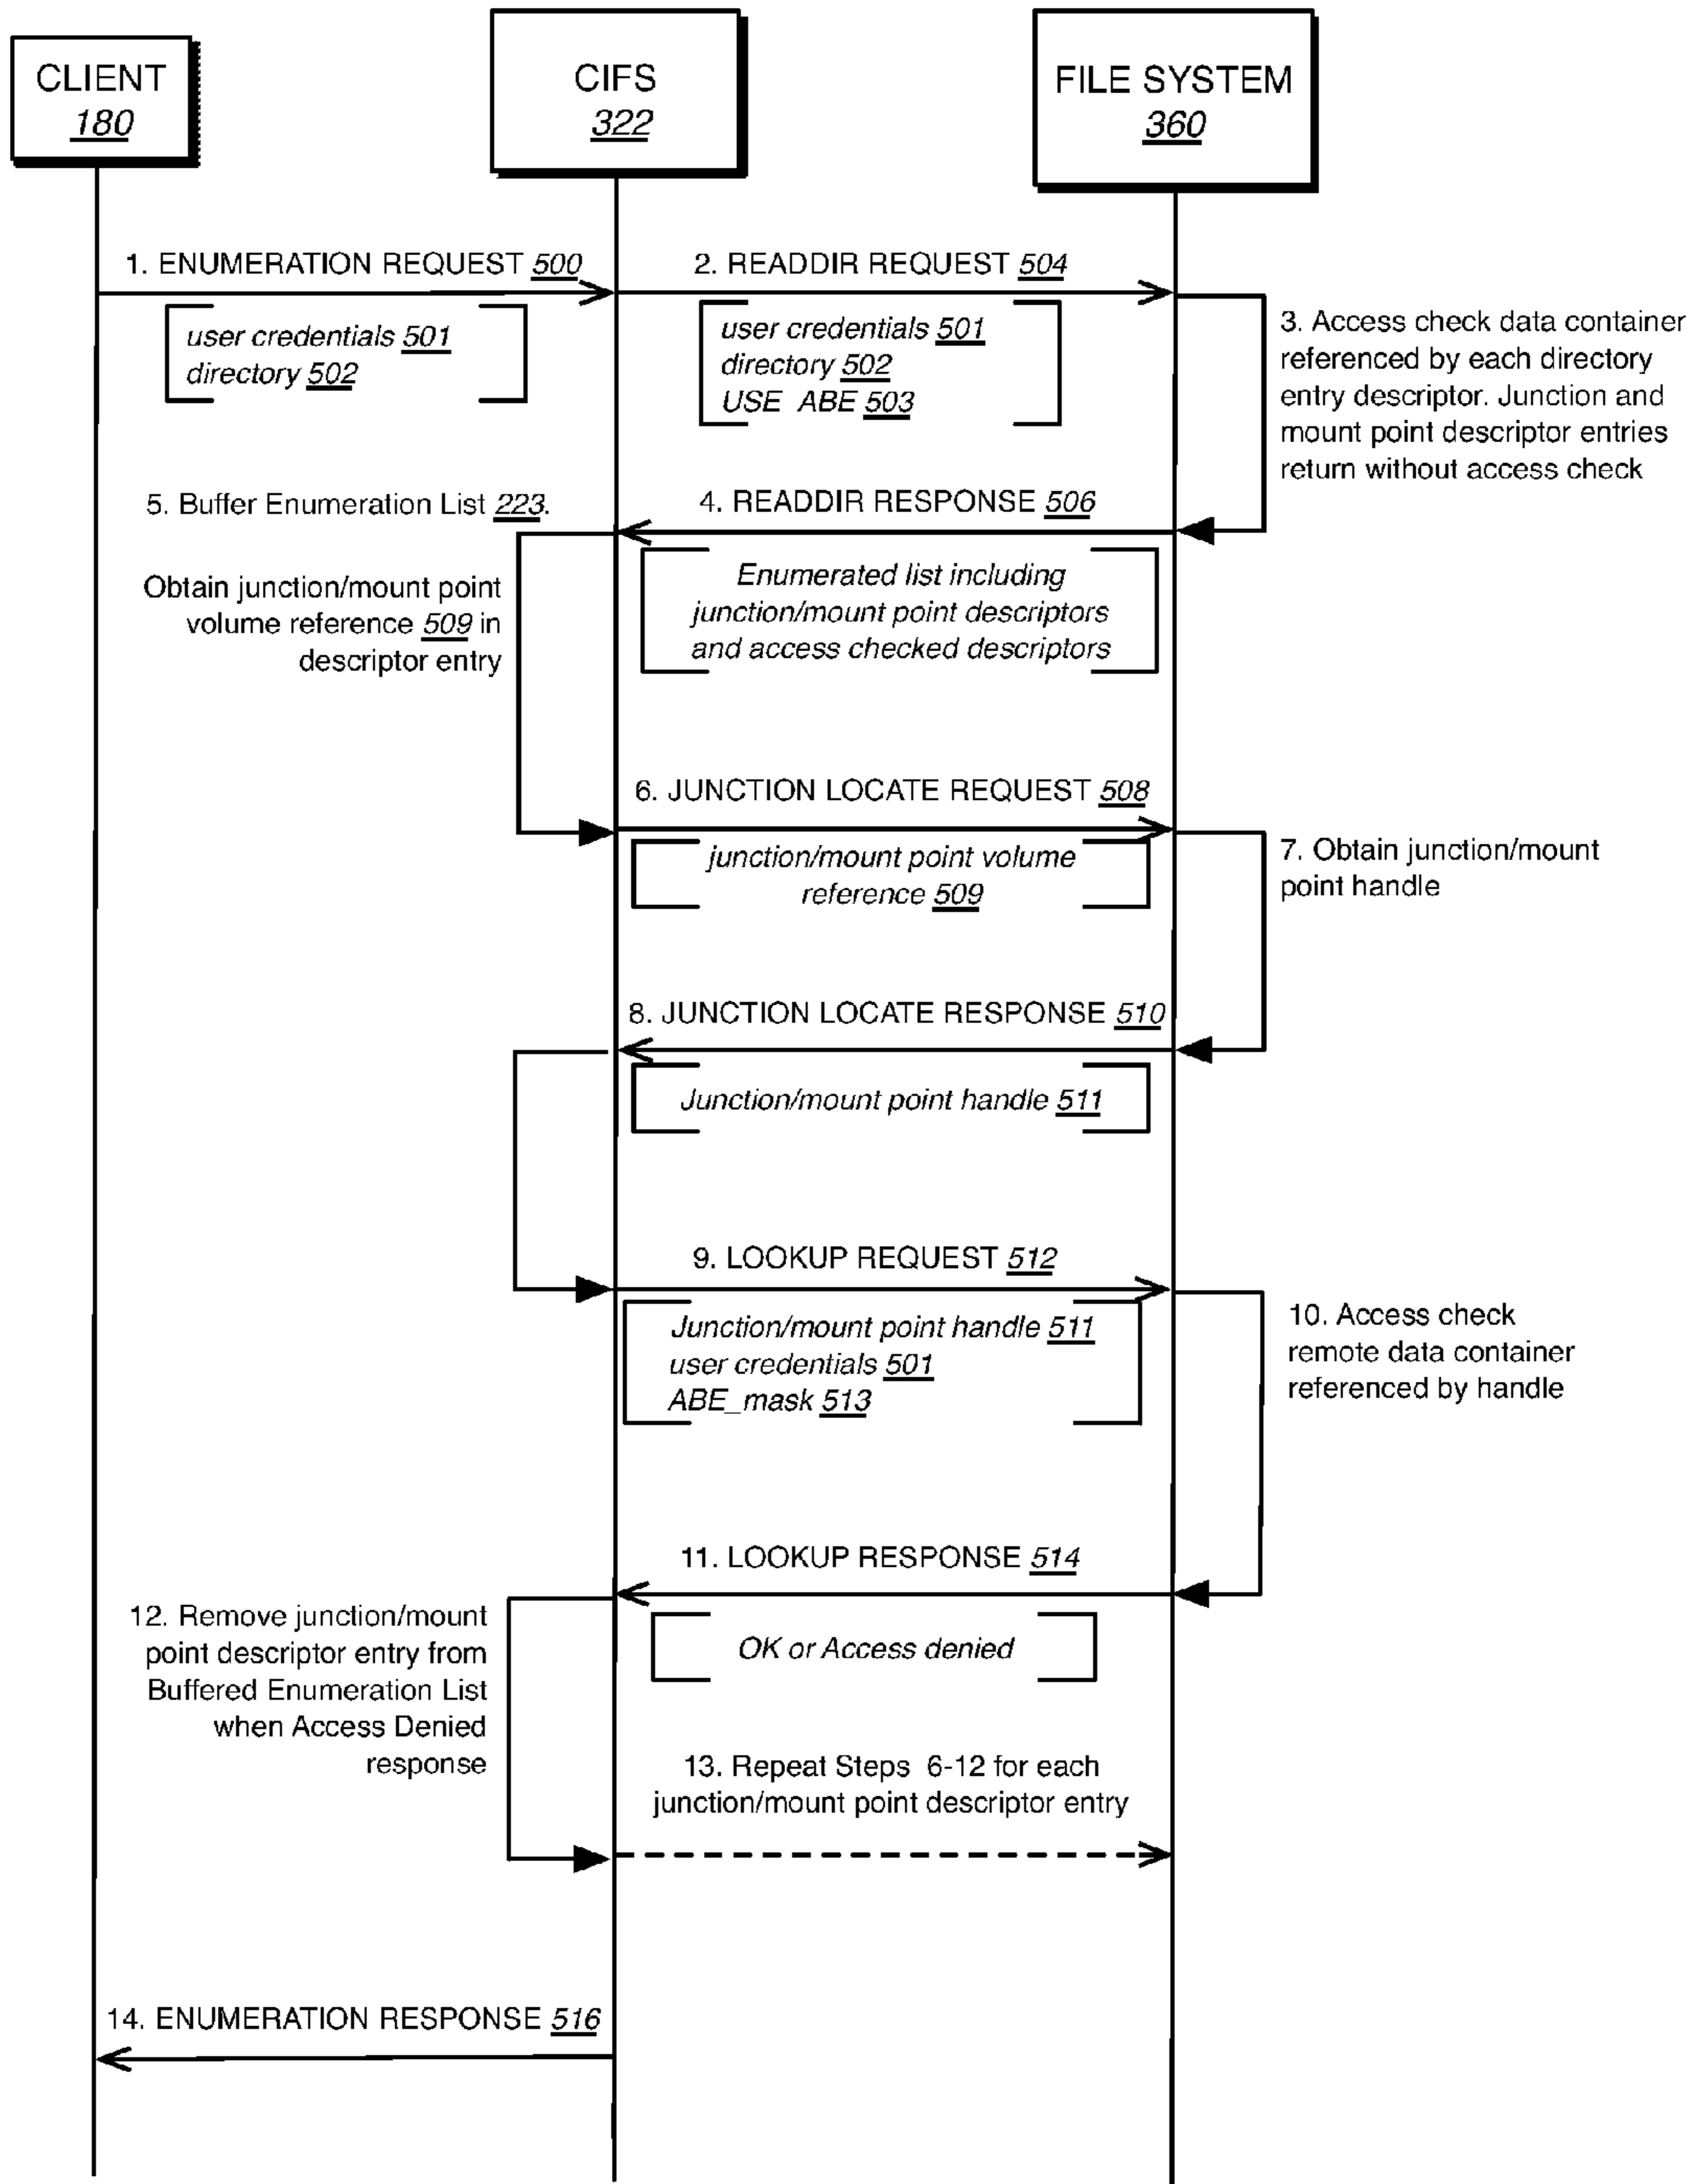 CLIENT
180
CIFS
322
FILE SYSTEM
360
1. ENUMERATION REQUEST 500
user credentials 501
directory 502
2. READDIR REQUEST 504
user credentials 501
directory 502
USE ABE 503
3. Access check data container
referenced by each directory
entry descriptor. Junction and
mount point descriptor entries
return without access check
4. READDIR RESPONSE 506
Enumerated list including
junction/mount point descriptors
and access checked descriptors
5. Buffer Enumeration List 223.
Obtain junction/mount point
volume reference 509 in
descriptor entry
6. JUNCTION LOCATE REQUEST 508
junction/mount point volume
reference 509
7. Obtain junction/mount
point handle
8. JUNCTION LOCATE RESPONSE 510
Junction/mount point handle 511
9. LOOKUP REQUEST 512
Junction/mount point handle 511
user credentials 501
ABE_mask 513
10. Access check
remote data container
referenced by handle
11. LOOKUP RESPONSE 514
OK or Access denied
12. Remove junction/mount
point descriptor entry from
Buffered Enumeration List
when Access Denied
response
13. Repeat Steps 6-12 for each
junction/mount point descriptor entry
14. ENUMERATION RESPONSE 516